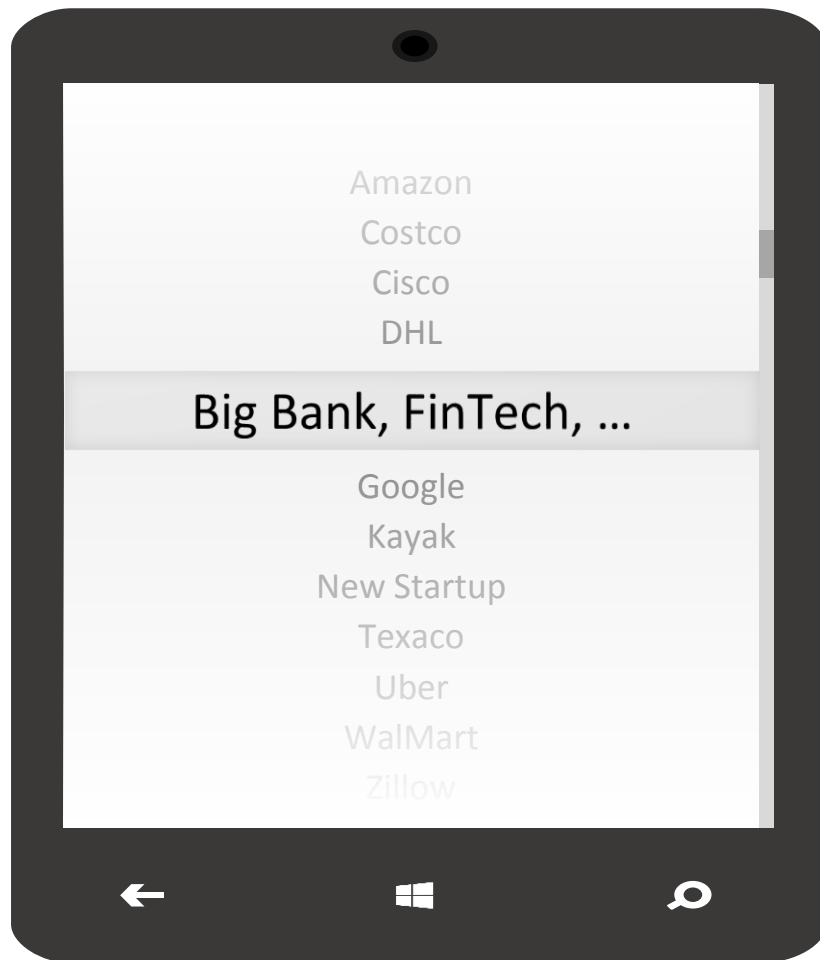 Amazon
Costco
Cisco
DHL
Big Bank, FinTech, ...
Google
Kayak
New Startup
Texaco
Uber
WalMart
Zillow